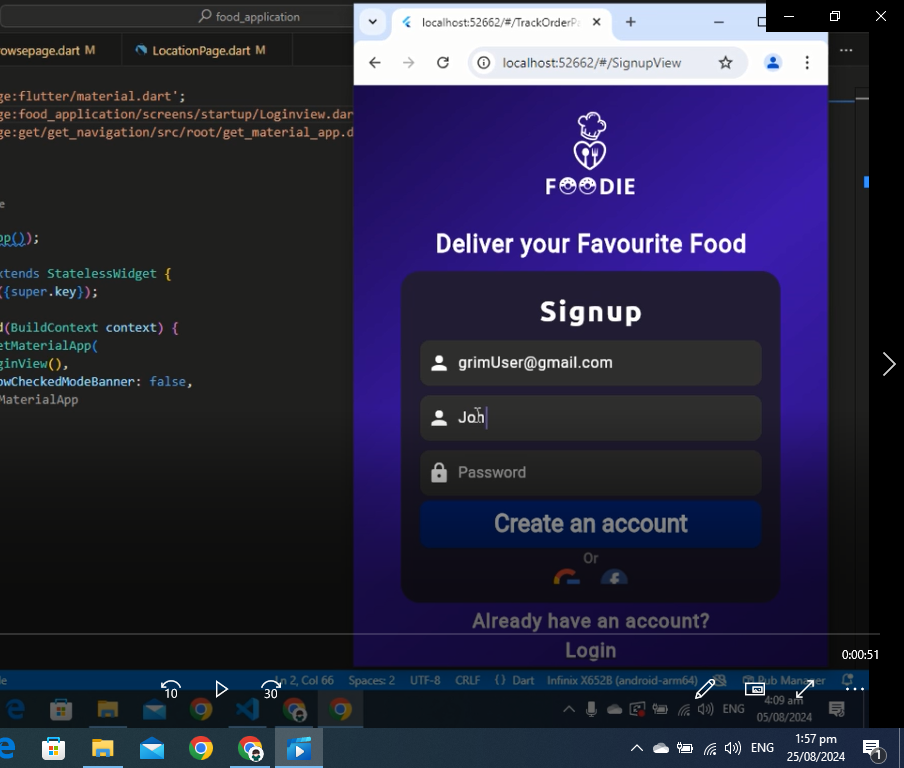 food_application
localhost:52662/#/TrackOrderP
owsepage.dart M
LocationPage.dart M
localhost:52662/#/SignupView
ge:flutter/material.dart';
ge:food_application/screens/startup/Loginview.dar
ge:get/get_navigation/src/root/get_material_app.d
e
pp());
xtends StatelessWidget {
({super.key});
d(BuildContext context) {
etMaterialApp(
ginView(),
owCheckedModeBanner: false,
MaterialApp
FOODIE
Deliver your Favourite Food
Signup
grimUser@gmail.com
Joh
Password
Create an account
Or
Already have an account?
Login
0:00:51
Ln 2, Col 66 Spaces: 2 UTF-8 CRLF {} Dart Infinix X652B (android-arm64) Pub Manager
10
30
ENG
4:09 am
05/08/2024
ENG
1:57 pm
25/08/2024
1